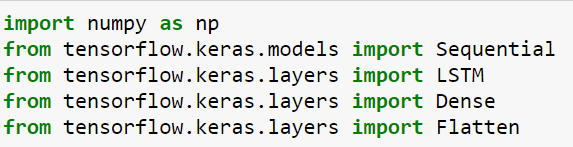 import numpy as np
from tensorflow.keras.models import Sequential
from tensorflow.keras.layers import LSTM
from tensorflow.keras.layers import Dense
from tensorflow.keras.layers import Flatten